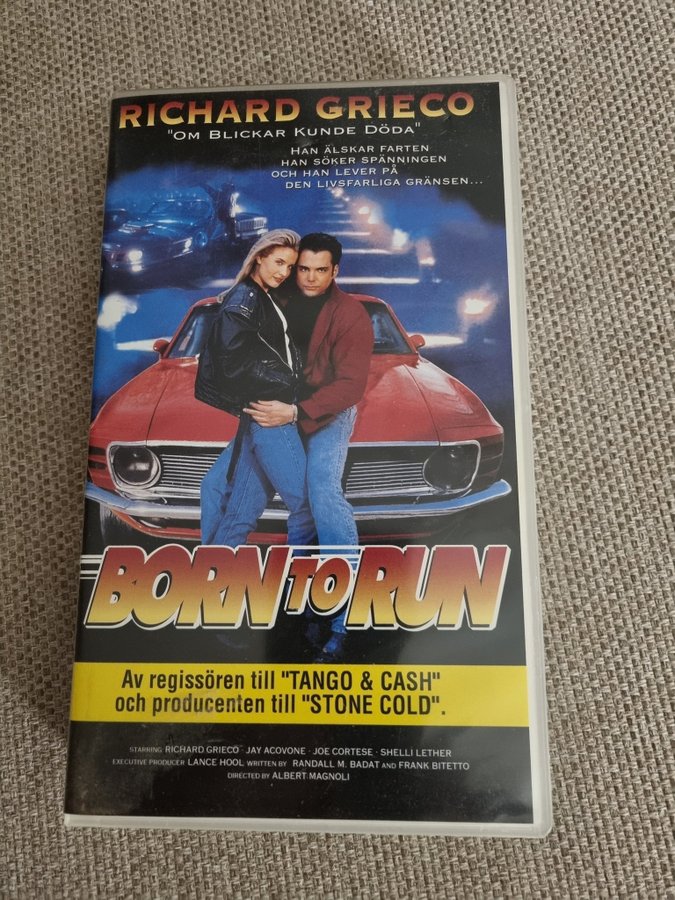 RICHARD GRIECO
"OM BLICKAR KUNDE DÖDA"
HAN ÄLSKAR FARTEN
HAN SÖKER SPÄNNINGEN
OCH HAN LEVER PÅ
DEN LIVSFARLIGA GRÄNSEN...
BORN TO RUN
Av regissören till "TANGO & CASH"
och producenten till "STONE COLD".
STARRING RICHARD GRIECO · JAY ACOVONE · JOE CORTESE · SHELLI LETHER
EXECUTIVE PRODUCER LANCE HOOL WRITTEN BY RANDALL M. BADAT AND FRANK BITETTO
DIRECTED BY ALBERT MAGNOLI